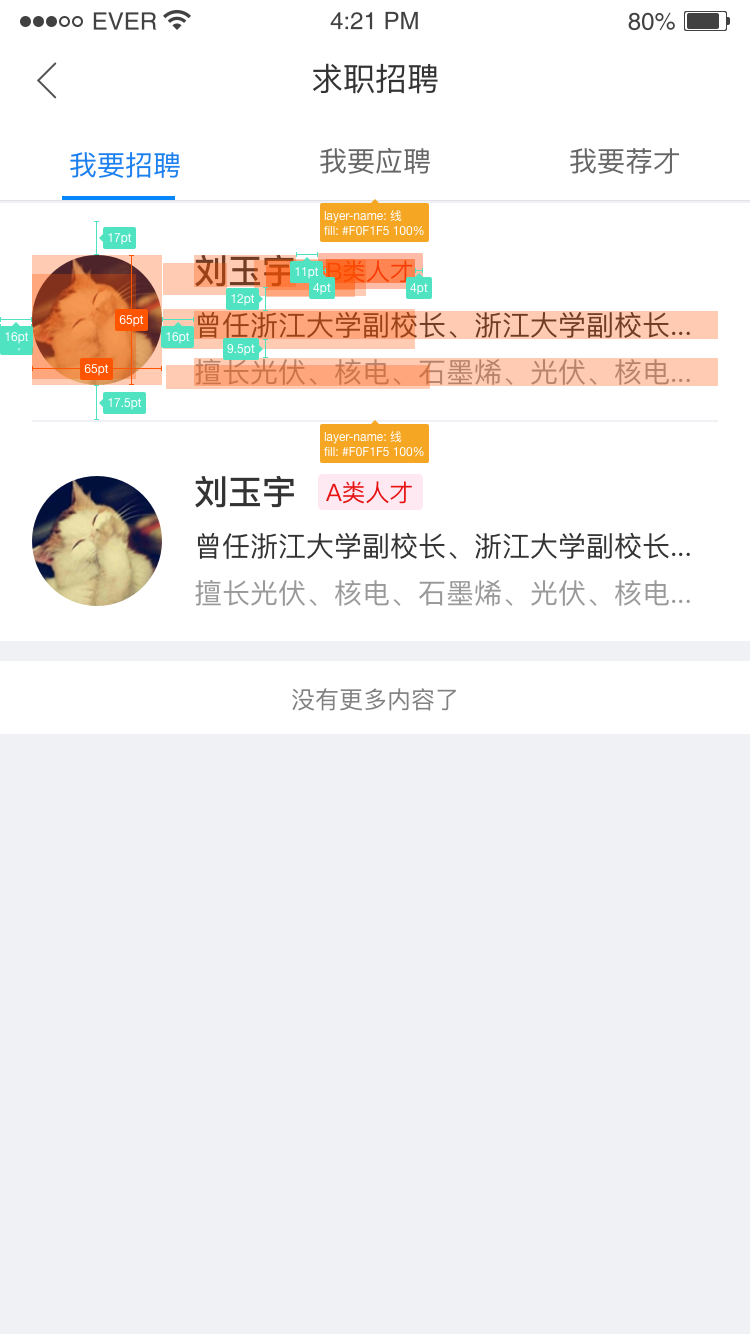 EVER 4:21 PM 80%
求职招聘
我要招聘 我要应聘 我要荐才
layer-name: 线
fill: #F0F1F5 100%
17pt
刘玉宇 B类人才
11pt
4pt 4pt
12pt
65pt
16pt 16pt
曾任浙江大学副校长、浙江大学副校长...
9.5pt
65pt
擅长光伏、核电、石墨烯、光伏、核电...
17.5pt
layer-name: 线
fill: #F0F1F5 100%
刘玉宇 A类人才
曾任浙江大学副校长、浙江大学副校长...
擅长光伏、核电、石墨烯、光伏、核电...
没有更多内容了